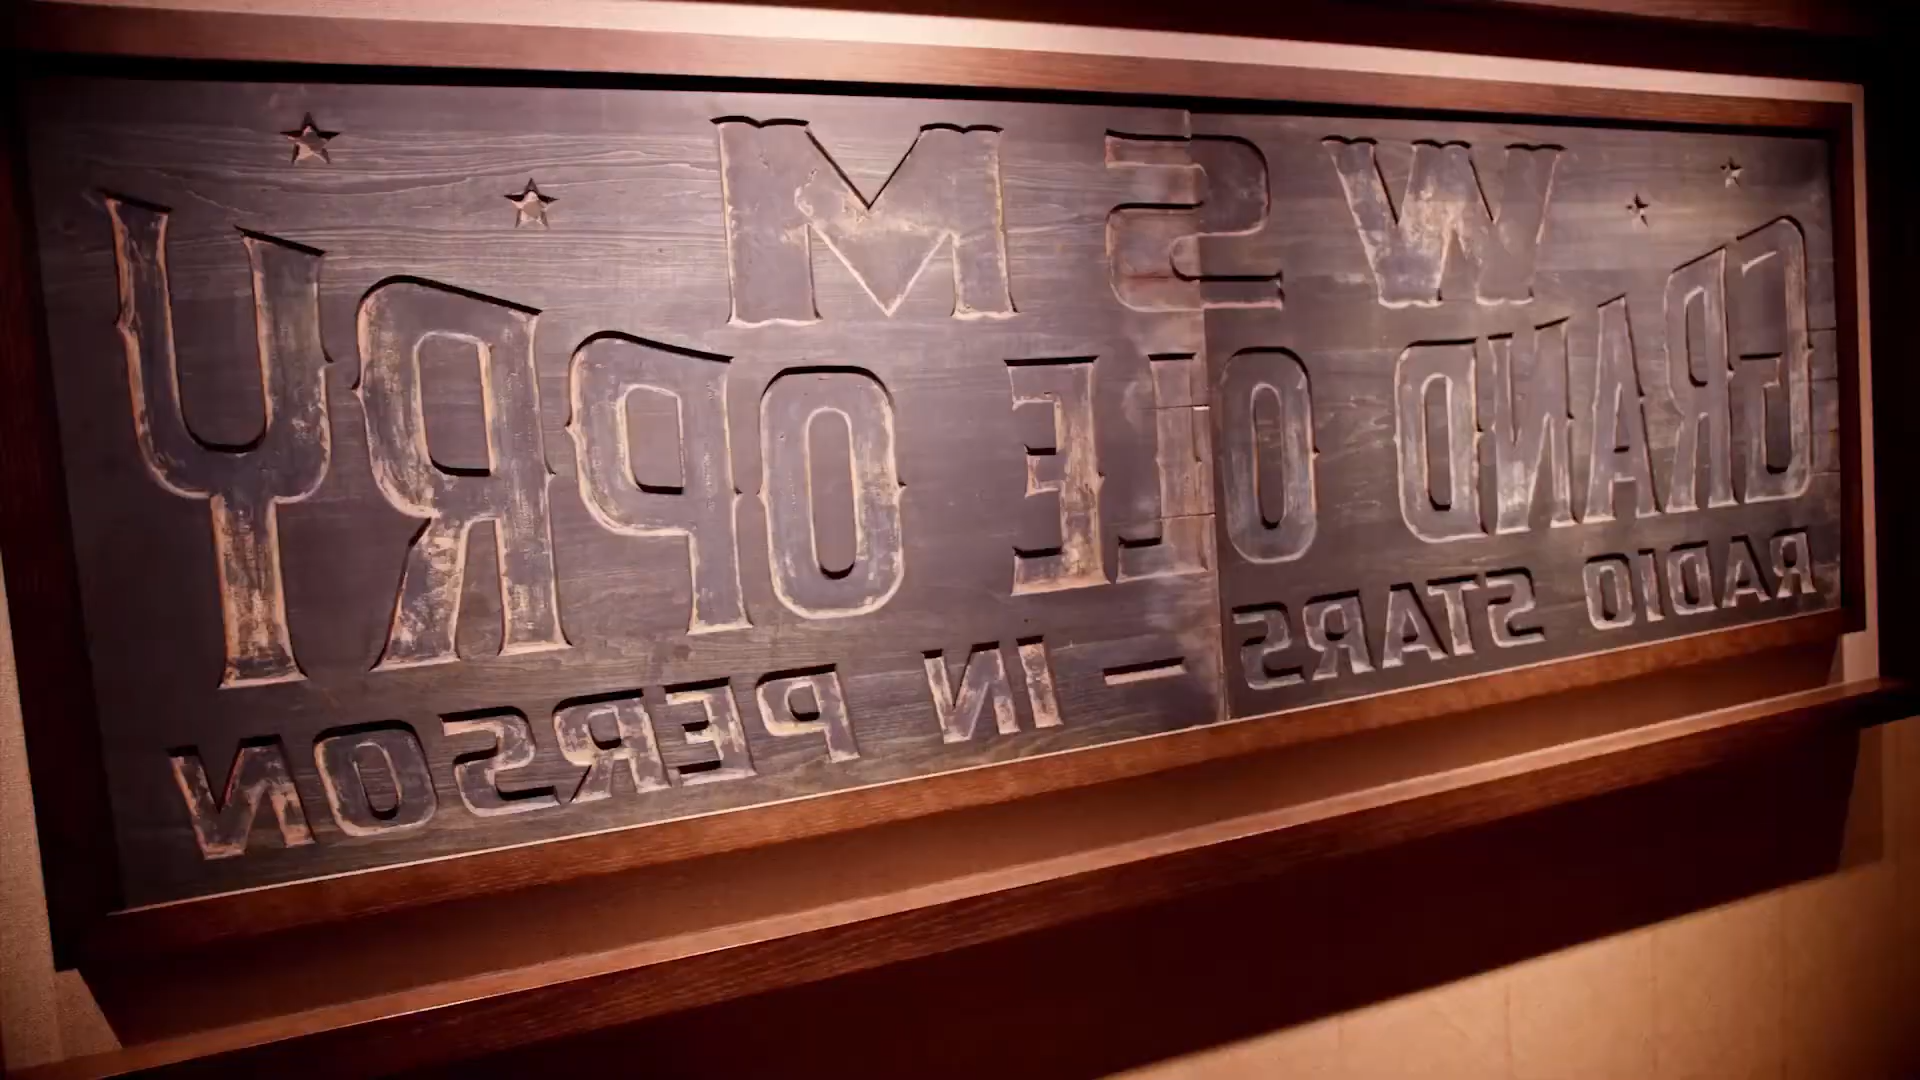 WSM
GRAND OLE OPRY
RADIO STARS — IN PERSON